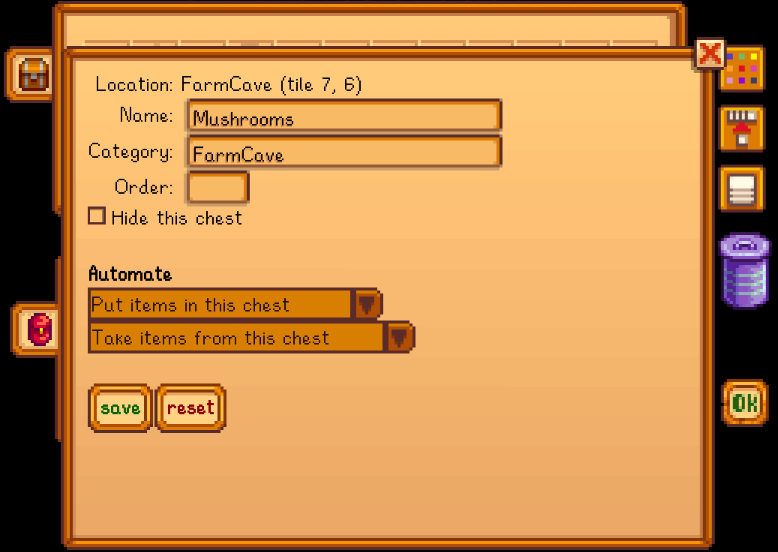 Location: FarmCave (tile 7, 6)
Name: Mushrooms
Category: FarmCave
Order:
Hide this chest
Automate
Put items in this chest
Take items from this chest
save reset
OK